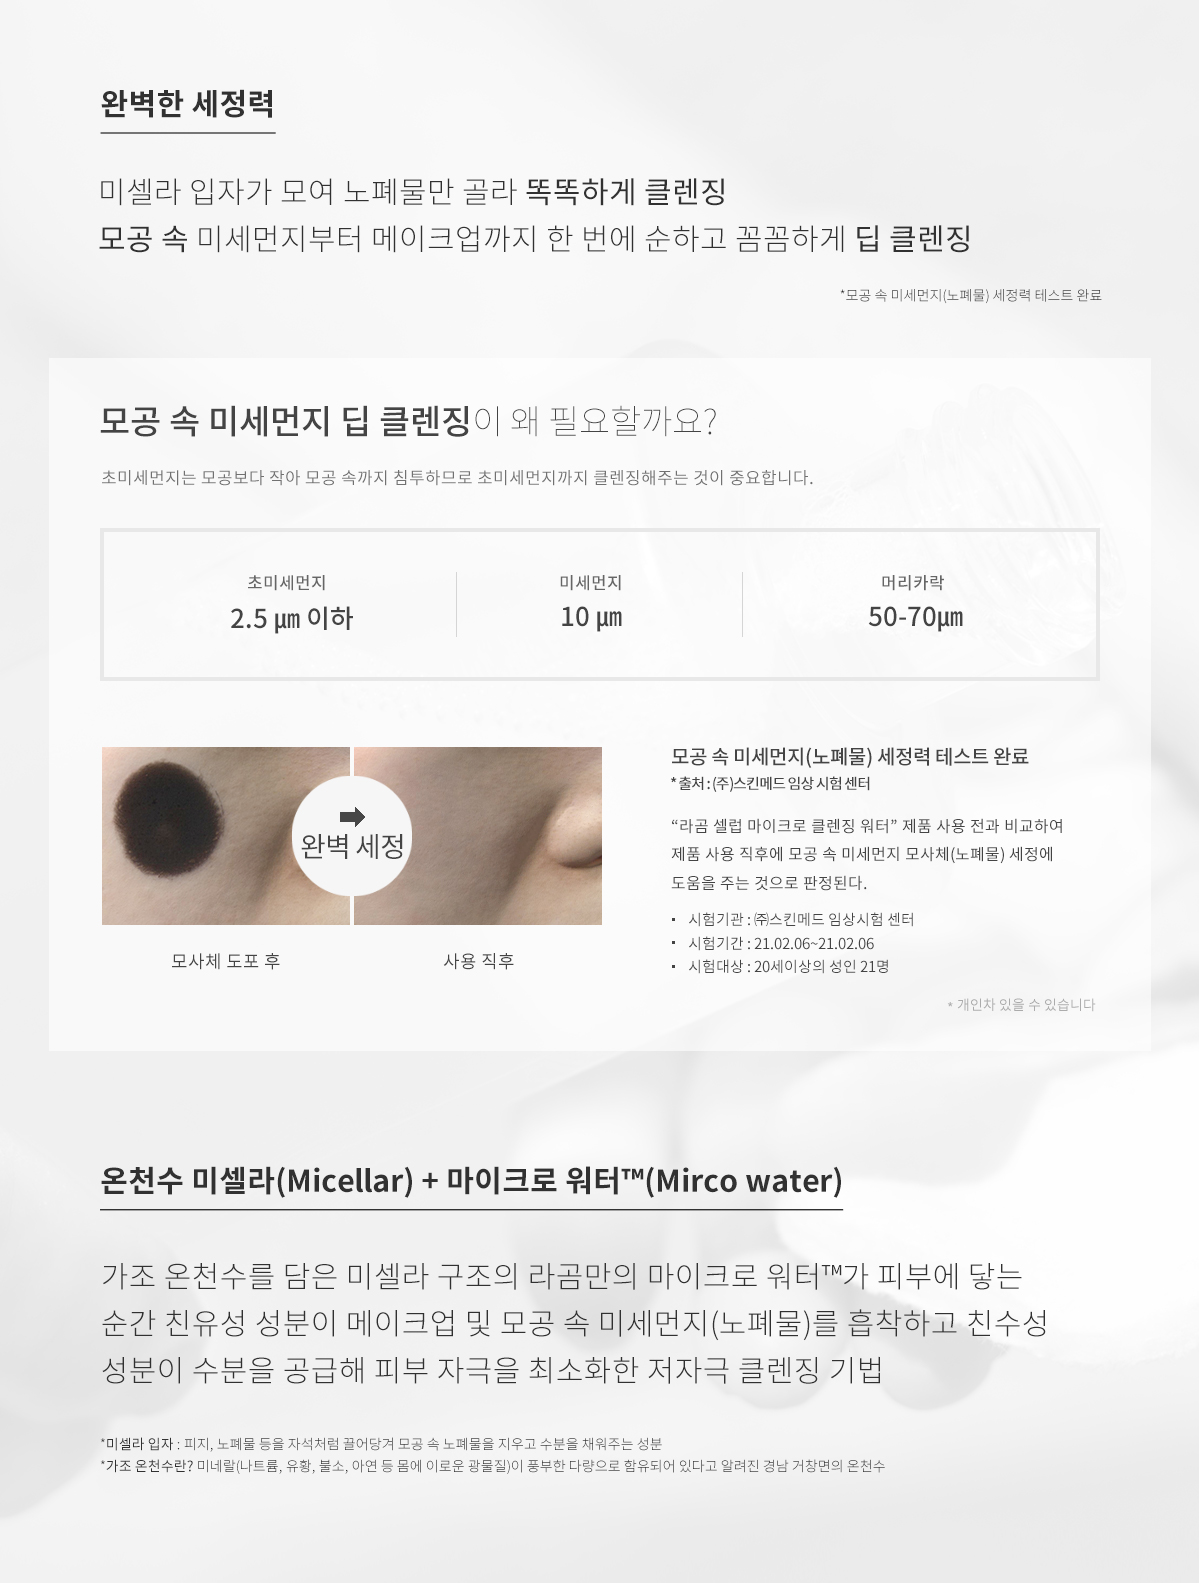 완벽한 세정력
미셀라 입자가 모여 노폐물만 골라 똑똑하게 클렌징
모공 속 미세먼지부터 메이크업까지 한 번에 순하고 꼼꼼하게 딥 클렌징
*모공 속 미세먼지(노폐물) 세정력 테스트 완료
모공 속 미세먼지 딥 클렌징이 왜 필요할까요?
초미세먼지는 모공보다 작아 모공 속까지 침투하므로 초미세먼지까지 클렌징해주는 것이 중요합니다.
초미세먼지
2.5 μm 이하
미세먼지
10 μm
머리카락
50-70μm
완벽 세정
모사체 도포 후
사용 직후
모공 속 미세먼지(노폐물) 세정력 테스트 완료
*출처 : (주)스킨메드 임상 시험 센터
“라곰 셀럽 마이크로 클렌징 워터” 제품 사용 전과 비교하여
제품 사용 직후에 모공 속 미세먼지 모사체(노폐물) 세정에
도움을 주는 것으로 판정된다.
▪ 시험기관 : ㈜스킨메드 임상시험 센터
▪ 시험기간 : 21.02.06~21.02.06
▪ 시험대상 : 20세이상의 성인 21명
* 개인차 있을 수 있습니다
온천수 미셀라(Micellar) + 마이크로 워터™(Mirco water)
가조 온천수를 담은 미셀라 구조의 라곰만의 마이크로 워터™가 피부에 닿는
순간 친유성 성분이 메이크업 및 모공 속 미세먼지(노폐물)를 흡착하고 친수성
성분이 수분을 공급해 피부 자극을 최소화한 저자극 클렌징 기법
*미셀라 입자 : 피지, 노폐물 등을 자석처럼 끌어당겨 모공 속 노폐물을 지우고 수분을 채워주는 성분
*가조 온천수란? 미네랄(나트륨, 유황, 불소, 아연 등 몸에 이로운 광물질)이 풍부한 다량으로 함유되어 있다고 알려진 경남 거창면의 온천수